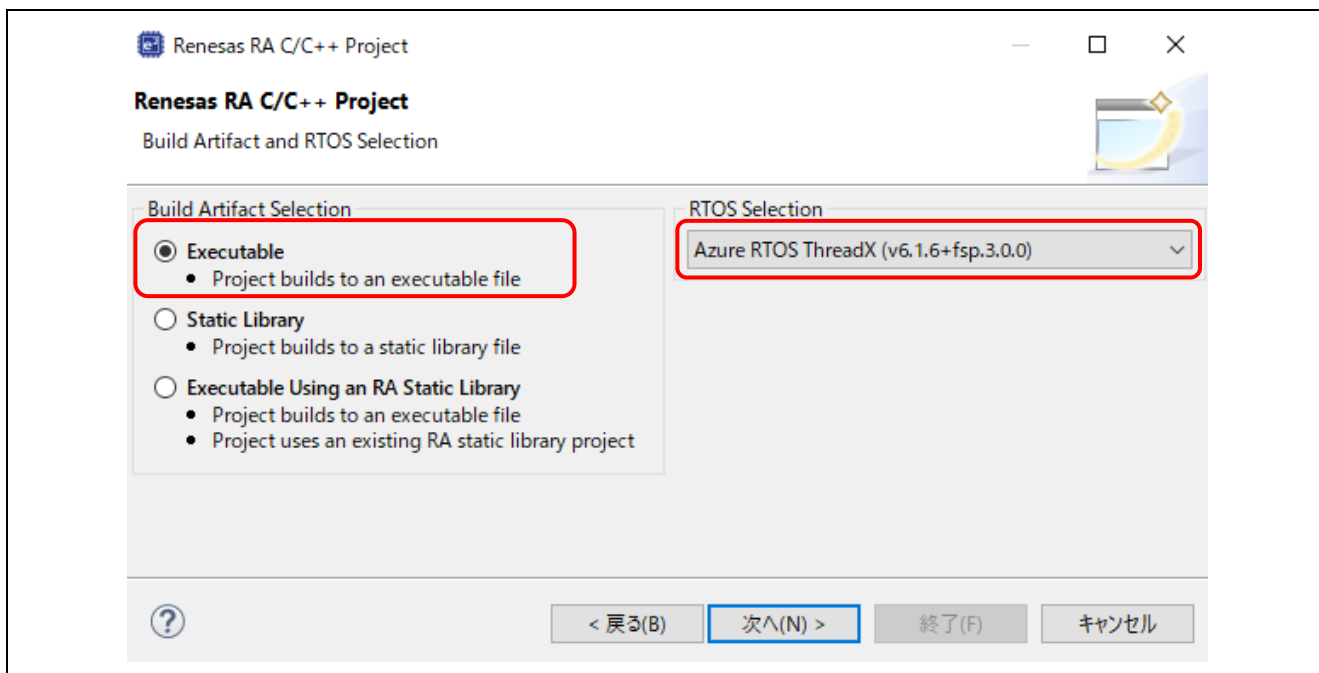 Renesas RA C/C++ Project
Renesas RA C/C++ Project
Build Artifact and RTOS Selection
Build Artifact Selection
Executable
• Project builds to an executable file
Static Library
• Project builds to a static library file
Executable Using an RA Static Library
• Project builds to an executable file
• Project uses an existing RA static library project
RTOS Selection
Azure RTOS ThreadX (v6.1.6+fsp.3.0.0)
?
< 戻る(B)
次へ(N) >
終了(F)
キャンセル